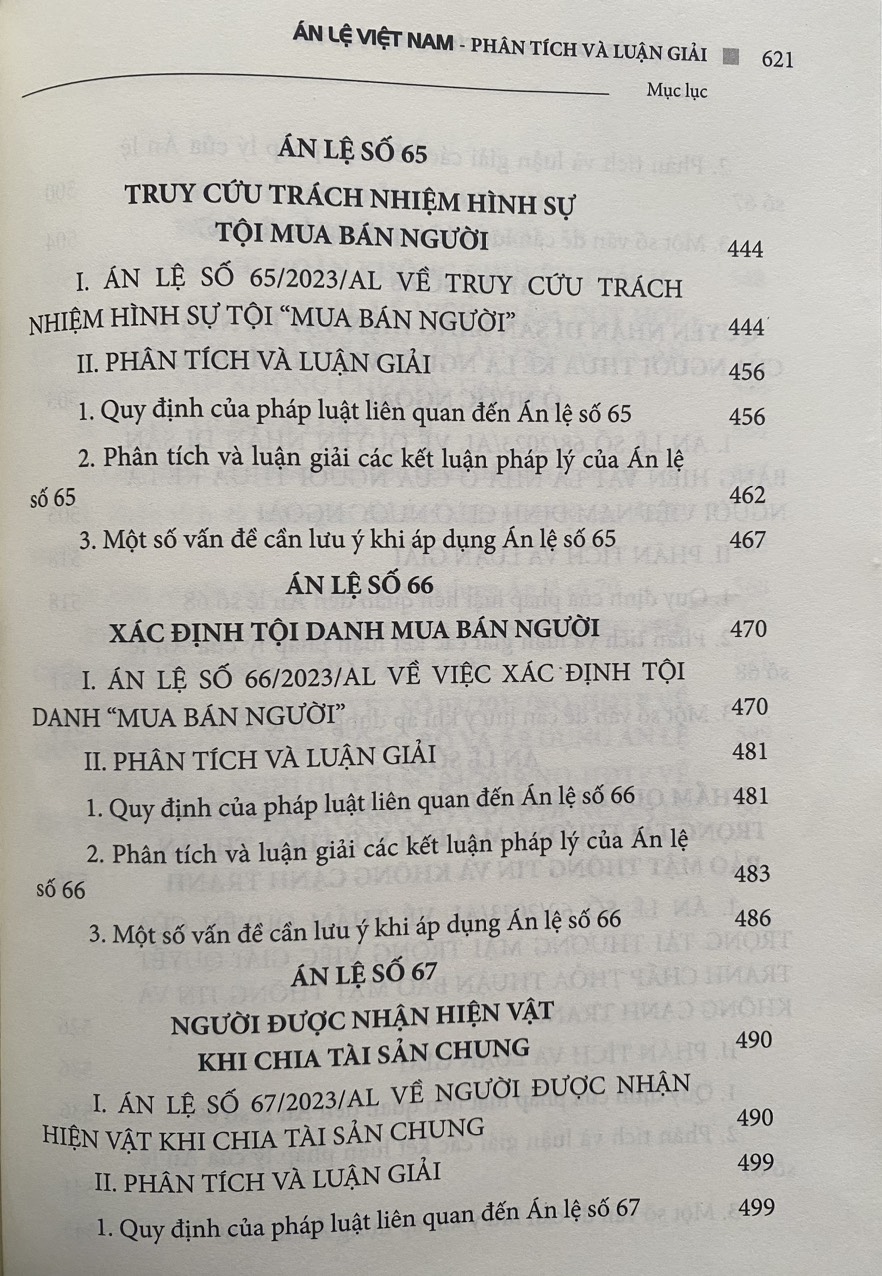 ÁN LỆ VIỆT NAM - PHÂN TÍCH VÀ LUẬN GIẢI ■ 621
Mục lục
ÁN LỆ SỐ 65
TRUY CỨU TRÁCH NHIỆM HÌNH SỰ
TỘI MUA BÁN NGƯỜI 444
I. ÁN LỆ SỐ 65/2023/AL VỀ TRUY CỨU TRÁCH
NHIỆM HÌNH SỰ TỘI “MUA BÁN NGƯỜI” 444
II. PHÂN TÍCH VÀ LUẬN GIẢI 456
1. Quy định của pháp luật liên quan đến Án lệ số 65 456
2. Phân tích và luận giải các kết luận pháp lý của Án lệ
số 65 462
3. Một số vấn đề cần lưu ý khi áp dụng Án lệ số 65 467
ÁN LỆ SỐ 66
XÁC ĐỊNH TỘI DANH MUA BÁN NGƯỜI 470
I. ÁN LỆ SỐ 66/2023/AL VỀ VIỆC XÁC ĐỊNH TỘI
DANH “MUA BÁN NGƯỜI” 470
II. PHÂN TÍCH VÀ LUẬN GIẢI 481
1. Quy định của pháp luật liên quan đến Án lệ số 66 481
2. Phân tích và luận giải các kết luận pháp lý của Án lệ
số 66 483
3. Một số vấn đề cần lưu ý khi áp dụng Án lệ số 66 486
ÁN LỆ SỐ 67
NGƯỜI ĐƯỢC NHẬN HIỆN VẬT
KHI CHIA TÀI SẢN CHUNG 490
I. ÁN LỆ SỐ 67/2023/AL VỀ NGƯỜI ĐƯỢC NHẬN
HIỆN VẬT KHI CHIA TÀI SẢN CHUNG 490
II. PHÂN TÍCH VÀ LUẬN GIẢI 499
1. Quy định của pháp luật liên quan đến Án lệ số 67 499